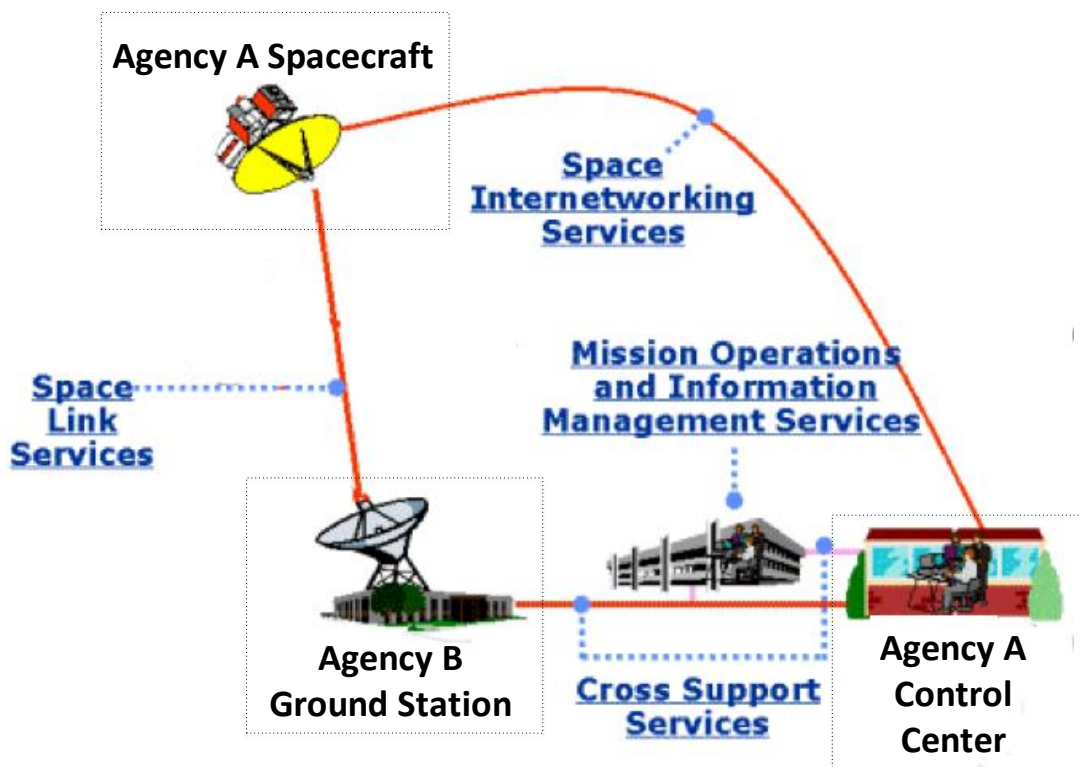 Agency A Spacecraft
Space
Internetworking
Services
Mission Operations
and Information
Management Services
Space
Link
Services
Agency B
Ground Station
Cross Support
Services
Agency A
Control
Center